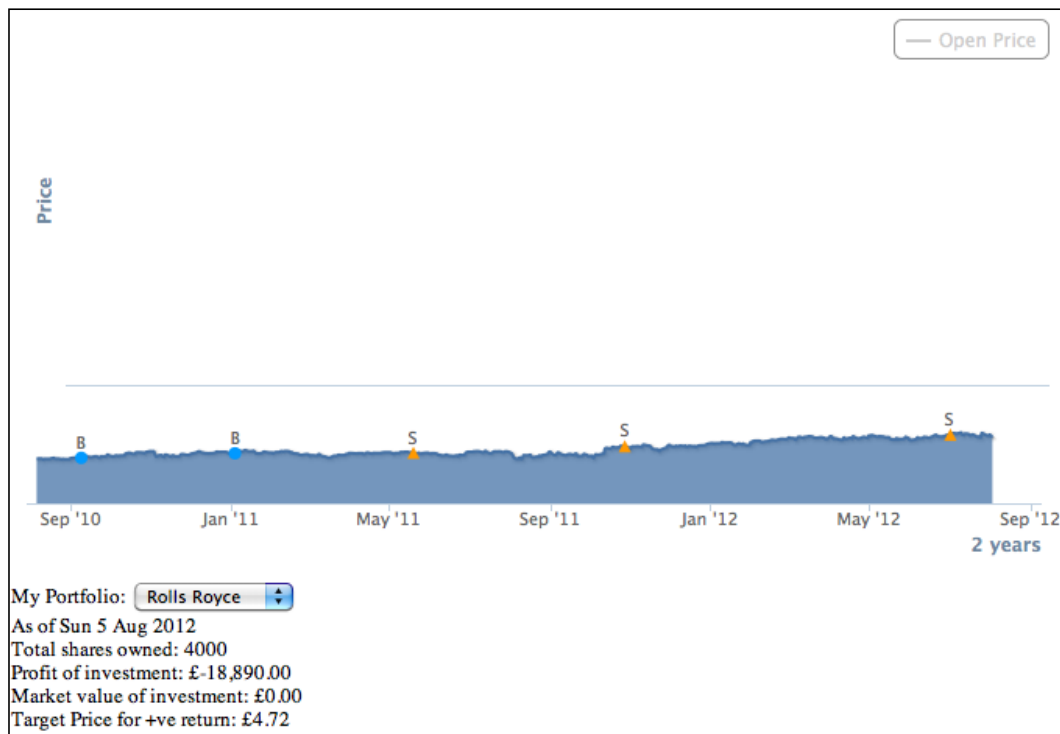 Open Price
Price
B B S S S
Sep '10 Jan '11 May '11 Sep '11 Jan '12 May '12 Sep '12
2 years
My Portfolio: Rolls Royce
As of Sun 5 Aug 2012
Total shares owned: 4000
Profit of investment: £-18,890.00
Market value of investment: £0.00
Target Price for +ve return: £4.72